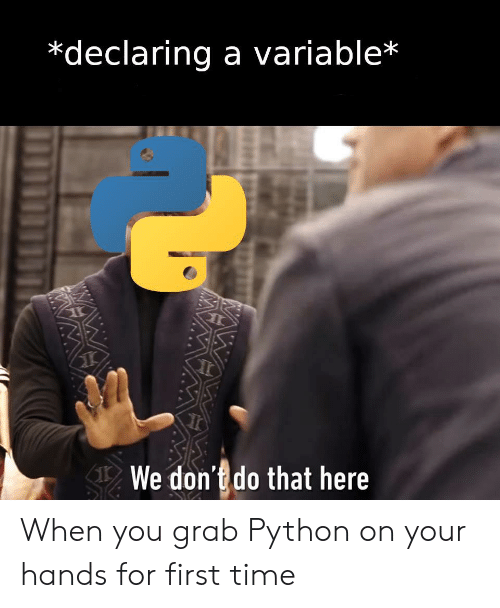 *declaring a variable*
We don't do that here
When you grab Python on your
hands for first time